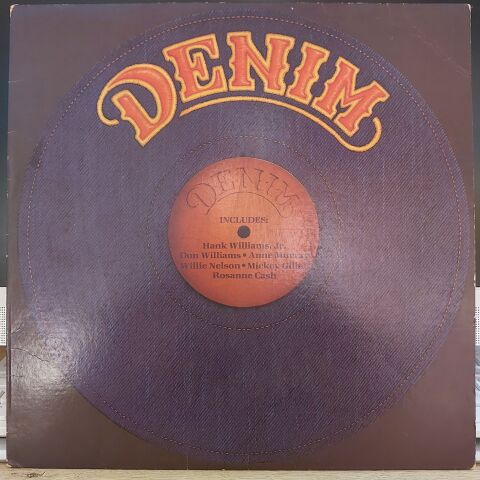 DENIM
DENIM
INCLUDES:
Hank Williams, Jr.
Don Williams • Anne Murray
Willie Nelson • Mickey Gilley
Rosanne Cash